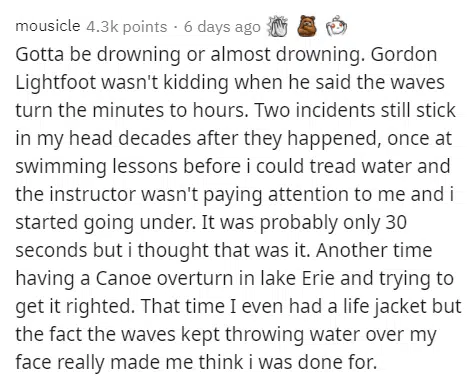 mousicle 4.3k points · 6 days ago
Gotta be drowning or almost drowning. Gordon
Lightfoot wasn't kidding when he said the waves
turn the minutes to hours. Two incidents still stick
in my head decades after they happened, once at
swimming lessons before i could tread water and
the instructor wasn't paying attention to me and i
started going under. It was probably only 30
seconds but i thought that was it. Another time
having a Canoe overturn in lake Erie and trying to
get it righted. That time I even had a life jacket but
the fact the waves kept throwing water over my
face really made me think i was done for.